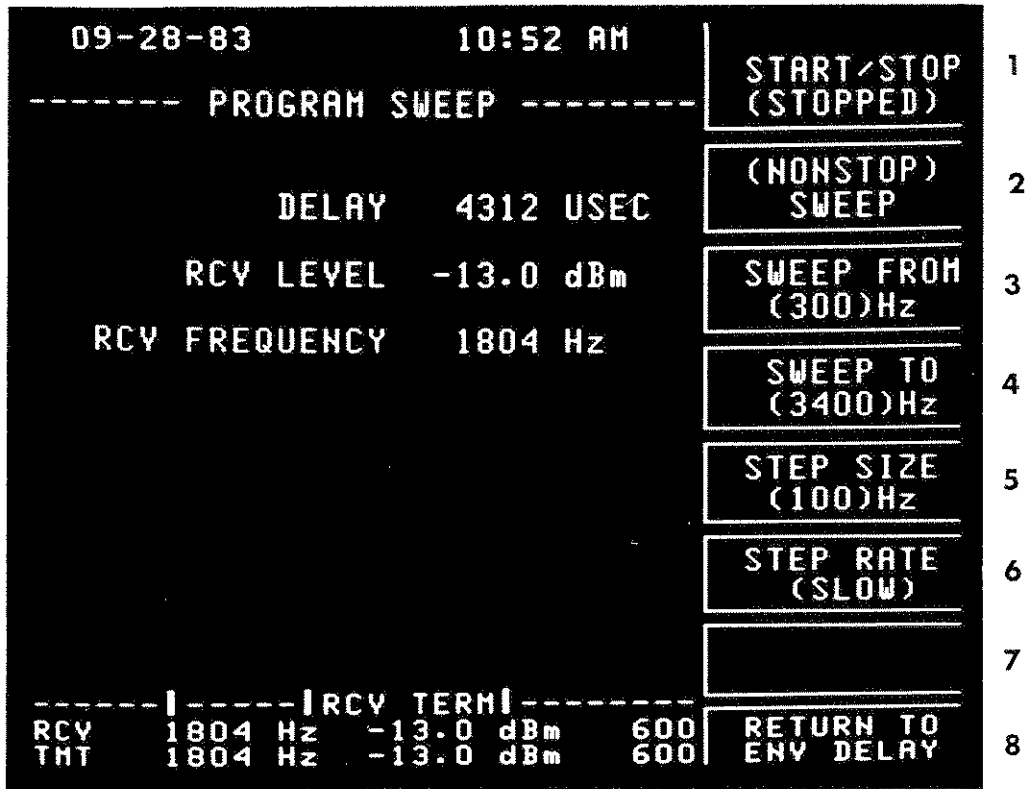 09-28-83 10:52 AM
------- PROGRAM SWEEP --------
DELAY 4312 USEC
RCV LEVEL -13.0 dBm
RCV FREQUENCY 1804 Hz
------|-----|RCV TERM|--------
RCV 1804 Hz -13.0 dBm 600
TMT 1804 Hz -13.0 dBm 600
START/STOP
(STOPPED)
1
(NONSTOP)
SWEEP
2
SWEEP FROM
(300)Hz
3
SWEEP TO
(3400)Hz
4
STEP SIZE
(100)Hz
5
STEP RATE
(SLOW)
6
7
RETURN TO
ENV DELAY
8